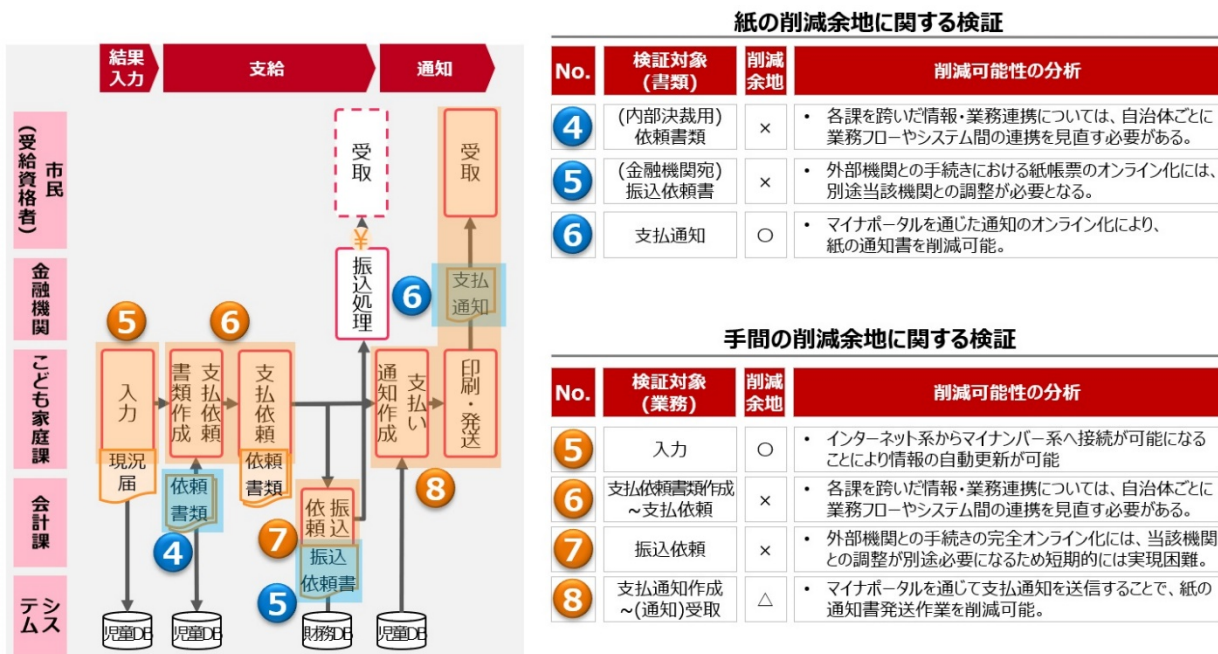 結果
入力
支給
通知
市民
(受給資格者)
金融機関
こども家庭課
会計課
システム
受取
受取
¥
振込処理
6
支払
通知
5
6
入力
支払依頼
書類作成
支払依頼
支払い
通知作成
印刷・発送
現況
届
依頼
書類
依頼
書類
4
8
7
振込
依頼
振込
依頼書
5
児童DB
児童DB
財務DB
児童DB
紙の削減余地に関する検証
No.
検証対象
(書類)
削減
余地
削減可能性の分析
4
(内部決裁用)
依頼書類
×
• 各課を跨いだ情報・業務連携については、自治体ごとに
業務フローやシステム間の連携を見直す必要がある。
5
(金融機関宛)
振込依頼書
×
• 外部機関との手続きにおける紙帳票のオンライン化には、
別途当該機関との調整が必要となる。
6
支払通知
○
• マイナポータルを通じた通知のオンライン化により、
紙の通知書を削減可能。
手間の削減余地に関する検証
No.
検証対象
(業務)
削減
余地
削減可能性の分析
5
入力
○
• インターネット系からマイナンバー系へ接続が可能になる
ことにより情報の自動更新が可能
6
支払依頼書類作成
~支払依頼
×
• 各課を跨いだ情報・業務連携については、自治体ごとに
業務フローやシステム間の連携を見直す必要がある。
7
振込依頼
×
• 外部機関との手続きの完全オンライン化には、当該機関
との調整が別途必要になるため短期的には実現困難。
8
支払通知作成
~(通知)受取
△
• マイナポータルを通じて支払通知を送信することで、紙の
通知書発送作業を削減可能。